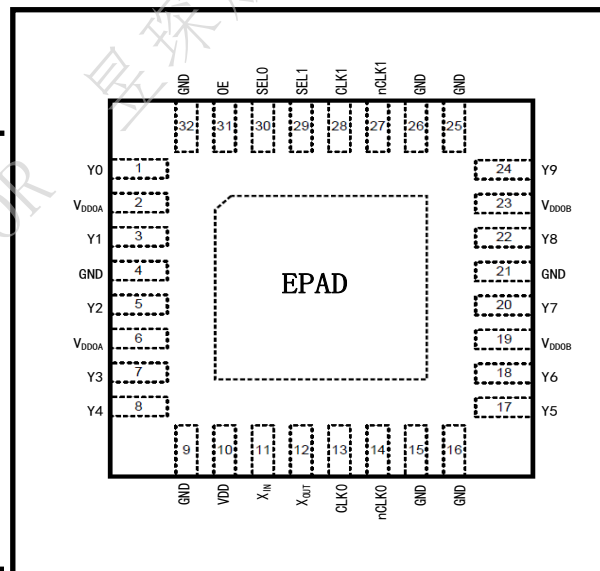 昱琛
OR
GND OE SEL0 SEL1 CLK1 nCLK1 GND GND
32 31 30 29 28 27 26 25
Y0 1 24 Y9
VDDOA 2 23 VDDOB
Y1 3 22 Y8
GND 4 21 GND
EPAD
Y2 5 20 Y7
VDDOA 6 19 VDDOB
Y3 7 18 Y6
Y4 8 17 Y5
9 10 11 12 13 14 15 16
GND VDD XIN XOUT CLK0 nCLK0 GND GND